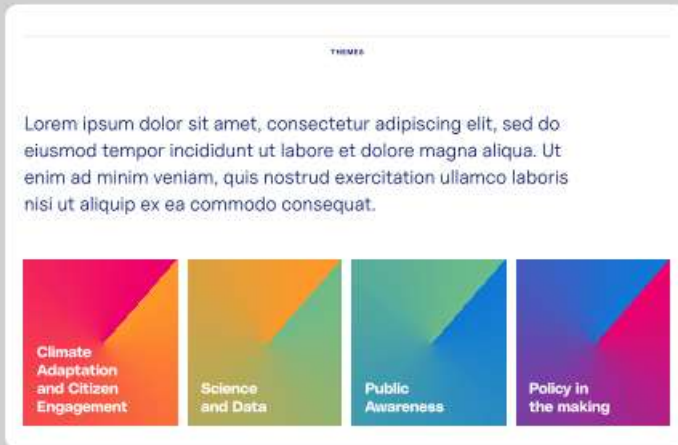 THEMES
Lorem ipsum dolor sit amet, consectetur adipiscing elit, sed do
eiusmod tempor incididunt ut labore et dolore magna aliqua. Ut
enim ad minim veniam, quis nostrud exercitation ullamco laboris
nisi ut aliquip ex ea commodo consequat.
Climate
Adaptation
and Citizen
Engagement
Science
and Data
Public
Awareness
Policy in
the making